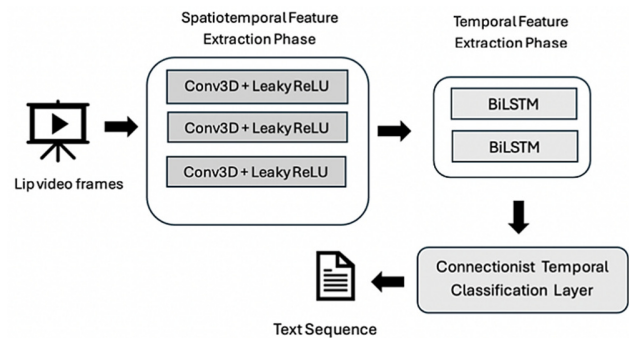 Spatiotemporal Feature
Extraction Phase
Temporal Feature
Extraction Phase
Conv3D + Leaky ReLU
Conv3D + Leaky ReLU
Conv3D + Leaky ReLU
BiLSTM
BiLSTM
Lip video frames
Connectionist Temporal
Classification Layer
Text Sequence